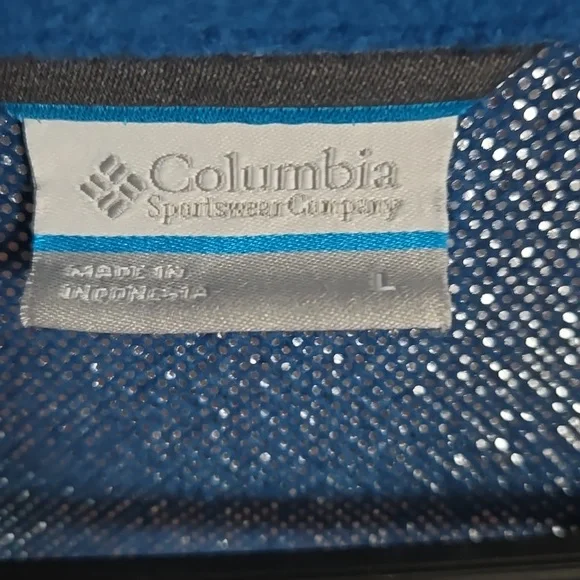 Columbia
Sportswear Company
MADE IN
INDONESIA
L